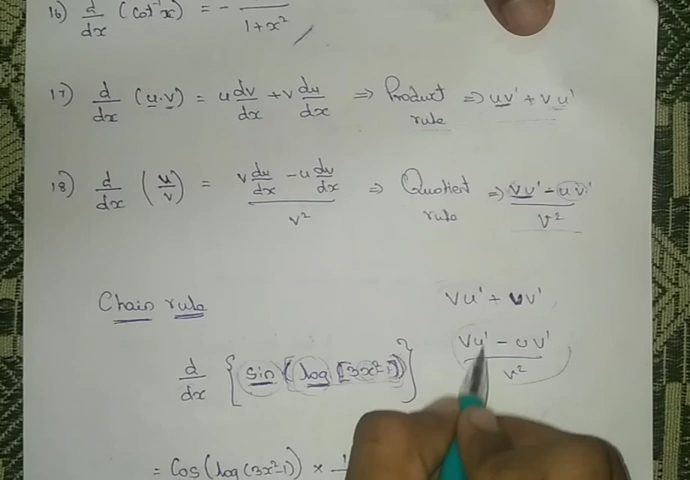 16) d/dx (cot⁻¹x) = - / 1+x²
17) d/dx (u.v) = u dv/dx + v du/dx ⇒ Product rule ⇒ uv' + vu'
18) d/dx (u/v) = (v du/dx - u dv/dx) / v² ⇒ Quotient rule ⇒ (vu' - uv') / v²
Chain rule
vu' + uv'
(vu' - uv') / v²
d/dx {sin(log(3x²-1))}
= Cos(log(3x²-1)) × 1